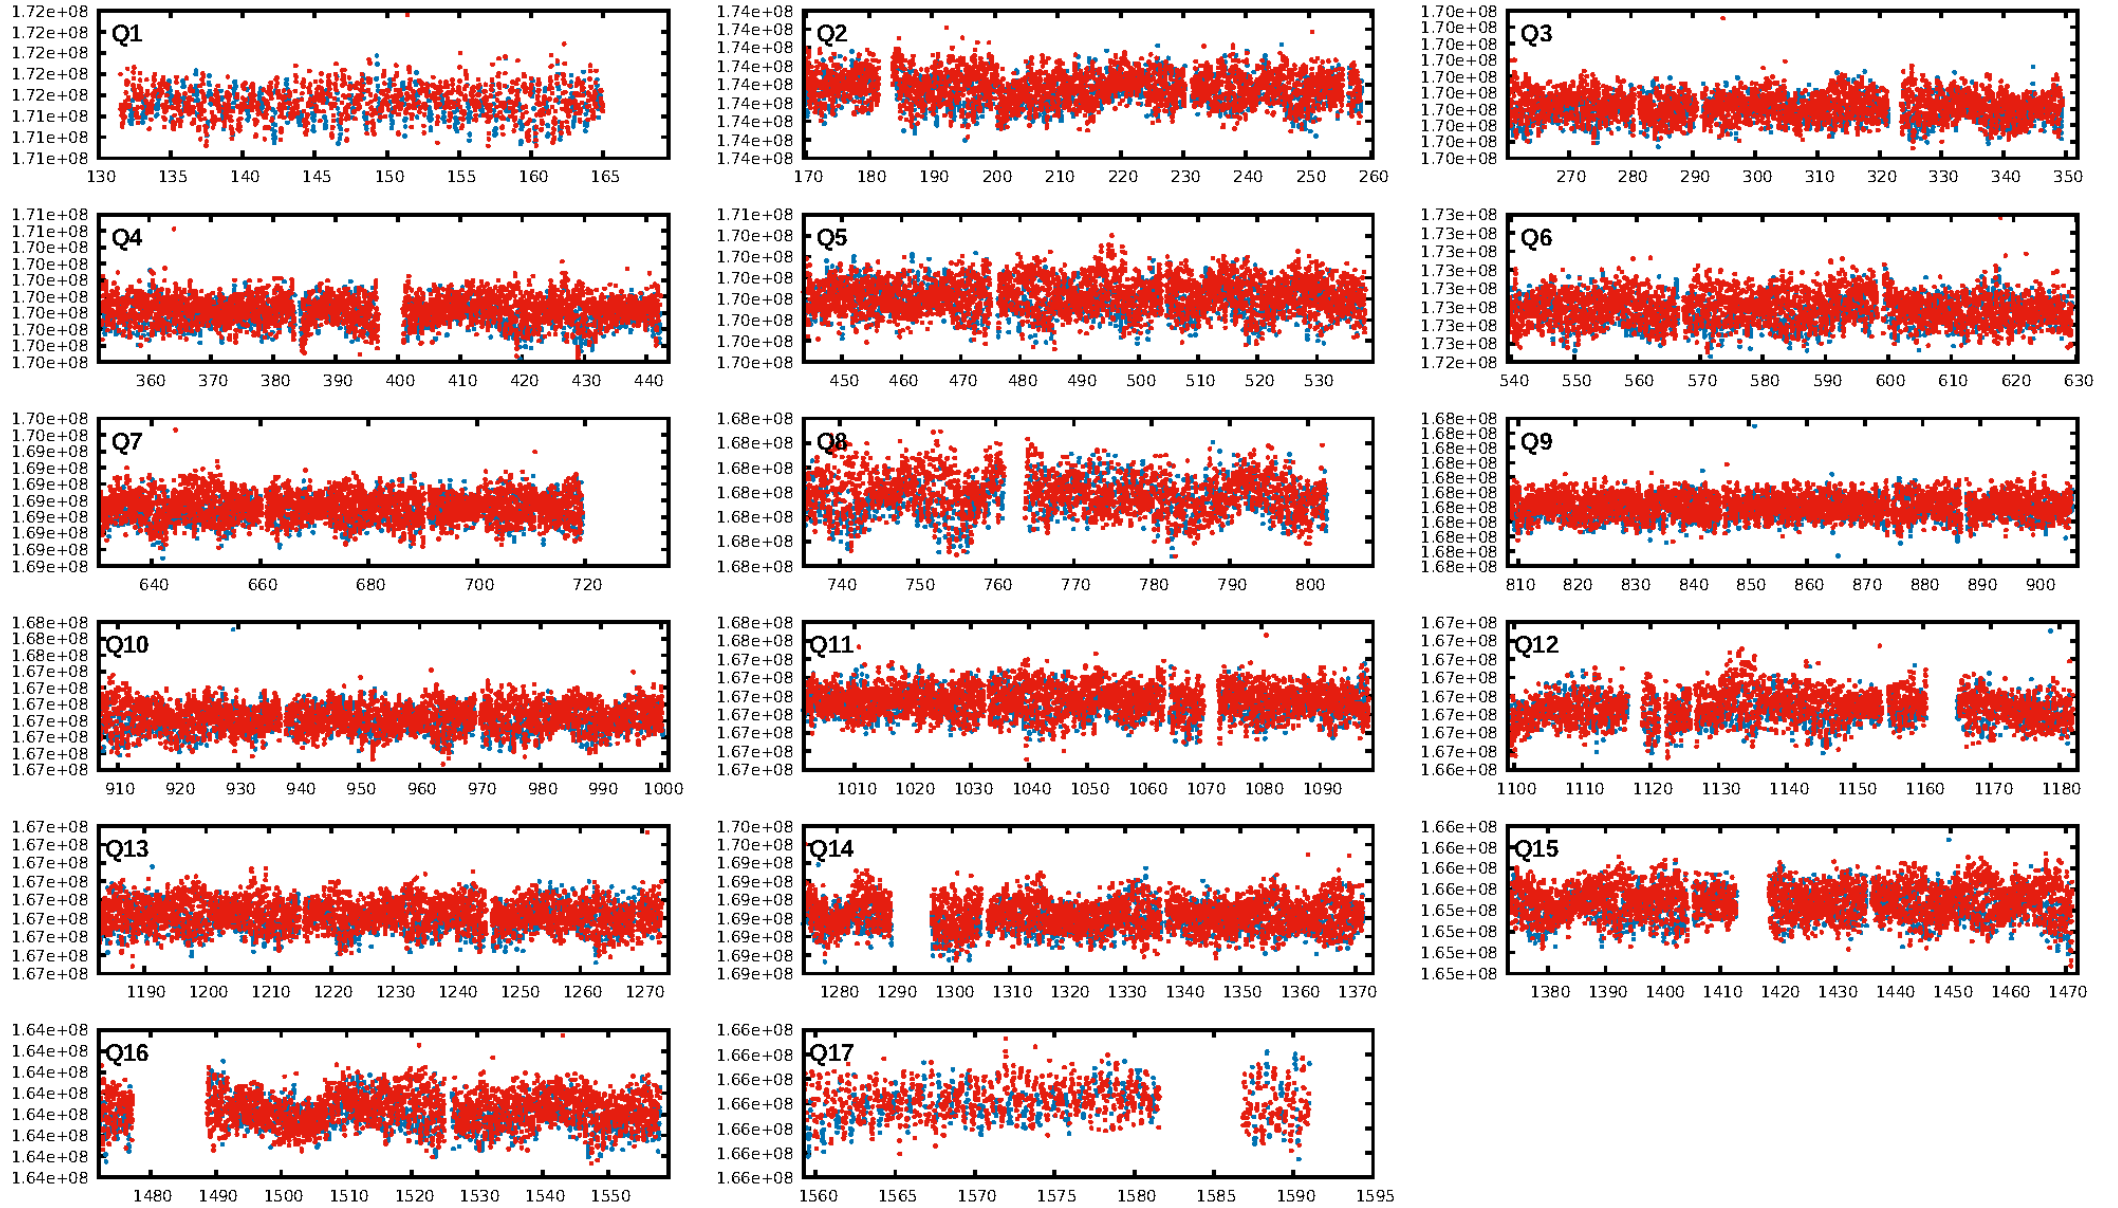 Q1
1.72e+08
1.72e+08
1.72e+08
1.72e+08
1.72e+08
1.71e+08
1.71e+08
1.71e+08
130 135 140 145 150 155 160 165
Q2
1.74e+08
1.74e+08
1.74e+08
1.74e+08
1.74e+08
1.74e+08
1.74e+08
1.74e+08
1.74e+08
170 180 190 200 210 220 230 240 250 260
Q3
1.70e+08
1.70e+08
1.70e+08
1.70e+08
1.70e+08
1.70e+08
1.70e+08
1.70e+08
1.70e+08
1.70e+08
270 280 290 300 310 320 330 340 350
Q4
1.71e+08
1.71e+08
1.70e+08
1.70e+08
1.70e+08
1.70e+08
1.70e+08
1.70e+08
1.70e+08
1.70e+08
360 370 380 390 400 410 420 430 440
Q5
1.71e+08
1.70e+08
1.70e+08
1.70e+08
1.70e+08
1.70e+08
1.70e+08
1.70e+08
450 460 470 480 490 500 510 520 530
Q6
1.73e+08
1.73e+08
1.73e+08
1.73e+08
1.73e+08
1.73e+08
1.73e+08
1.73e+08
1.72e+08
540 550 560 570 580 590 600 610 620 630
Q7
1.70e+08
1.70e+08
1.69e+08
1.69e+08
1.69e+08
1.69e+08
1.69e+08
1.69e+08
1.69e+08
1.69e+08
640 660 680 700 720
Q8
1.68e+08
1.68e+08
1.68e+08
1.68e+08
1.68e+08
1.68e+08
1.68e+08
740 750 760 770 780 790 800
Q9
1.68e+08
1.68e+08
1.68e+08
1.68e+08
1.68e+08
1.68e+08
1.68e+08
1.68e+08
1.68e+08
1.68e+08
1.68e+08
810 820 830 840 850 860 870 880 890 900
Q10
1.68e+08
1.68e+08
1.68e+08
1.67e+08
1.67e+08
1.67e+08
1.67e+08
1.67e+08
1.67e+08
1.67e+08
910 920 930 940 950 960 970 980 990 1000
Q11
1.68e+08
1.68e+08
1.67e+08
1.67e+08
1.67e+08
1.67e+08
1.67e+08
1.67e+08
1.67e+08
1010 1020 1030 1040 1050 1060 1070 1080 1090
Q12
1.67e+08
1.67e+08
1.67e+08
1.67e+08
1.67e+08
1.67e+08
1.67e+08
1.67e+08
1.66e+08
1100 1110 1120 1130 1140 1150 1160 1170 1180
Q13
1.67e+08
1.67e+08
1.67e+08
1.67e+08
1.67e+08
1.67e+08
1.67e+08
1.67e+08
1.67e+08
1190 1200 1210 1220 1230 1240 1250 1260 1270
Q14
1.70e+08
1.70e+08
1.69e+08
1.69e+08
1.69e+08
1.69e+08
1.69e+08
1.69e+08
1.69e+08
1280 1290 1300 1310 1320 1330 1340 1350 1360 1370
Q15
1.66e+08
1.66e+08
1.66e+08
1.66e+08
1.65e+08
1.65e+08
1.65e+08
1.65e+08
1380 1390 1400 1410 1420 1430 1440 1450 1460 1470
Q16
1.64e+08
1.64e+08
1.64e+08
1.64e+08
1.64e+08
1.64e+08
1.64e+08
1.64e+08
1480 1490 1500 1510 1520 1530 1540 1550
Q17
1.66e+08
1.66e+08
1.66e+08
1.66e+08
1.66e+08
1.66e+08
1.66e+08
1560 1565 1570 1575 1580 1585 1590 1595